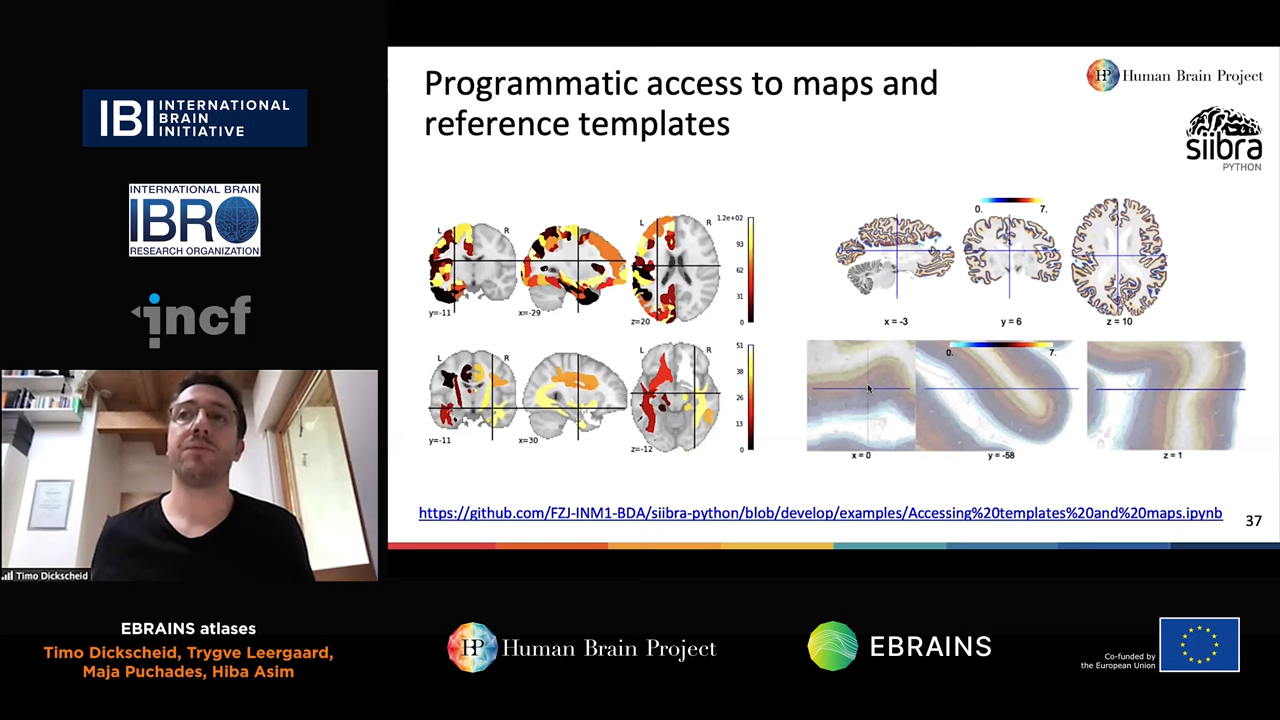 IBI INTERNATIONAL
BRAIN
INITIATIVE
INTERNATIONAL BRAIN
IBRO
RESEARCH ORGANIZATION
incf
Timo Dickscheid
Programmatic access to maps and
reference templates
Human Brain Project
siibra
PYTHON
L R L R
y=-11 x=-29 z=20
1.2e+02
93
62
31
0
L R L R
y=-11 x=30 z=-12
51
38
26
13
0
0. 7.
x = -3 y = 6 z = 10
0. 7.
x = 0 y = -58 z = 1
https://github.com/FZJ-INM1-BDA/siibra-python/blob/develop/examples/Accessing%20templates%20and%20maps.ipynb
37
EBRAINS atlases
Timo Dickscheid, Trygve Leergaard,
Maja Puchades, Hiba Asim
Human Brain Project
EBRAINS
Co-funded by
the European Union